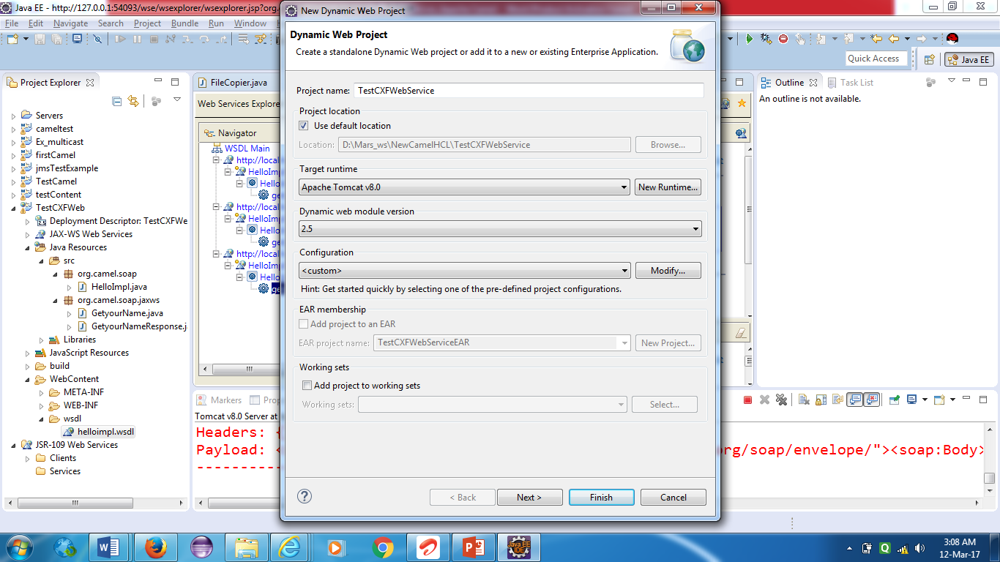 Java EE - http://127.0.0.1:54093/wse/wsexplorer/wsexplorer.jsp?org.
File Edit Navigate Search Project Bundle Run Window
Quick Access
Java EE
Project Explorer
Servers
cameltest
Ex_multicast
firstCamel
jmsTestExample
TestCamel
testContent
TestCXFWeb
Deployment Descriptor: TestCXFWe
JAX-WS Web Services
Java Resources
src
org.camel.soap
HelloImpl.java
org.camel.soap.jaxws
GetyourName.java
GetyourNameResponse.j
Libraries
JavaScript Resources
build
WebContent
META-INF
WEB-INF
wsdl
helloimpl.wsdl
JSR-109 Web Services
Clients
Services
FileCopier.java
Web Services Explore
Navigator
WSDL Main
http://local
HelloIm
Hello
ge
http://local
HelloIm
Hello
ge
http://local
HelloIm
Hello
ge
New Dynamic Web Project
Dynamic Web Project
Create a standalone Dynamic Web project or add it to a new or existing Enterprise Application.
Project name: TestCXFWebService
Project location
Use default location
Location: D:\Mars_ws\NewCamelHCL\TestCXFWebService Browse...
Target runtime
Apache Tomcat v8.0 New Runtime...
Dynamic web module version
2.5
Configuration
<custom> Modify...
Hint: Get started quickly by selecting one of the pre-defined project configurations.
EAR membership
Add project to an EAR
EAR project name: TestCXFWebServiceEAR New Project...
Working sets
Add project to working sets
Working sets: Select...
< Back Next > Finish Cancel
Outline Task List
An outline is not available.
Markers Prop
Tomcat v8.0 Server at
Headers: {
Payload: < org/soap/envelope/"><soap:Body>
-----------
Java EE
IDE
3:08 AM
12-Mar-17